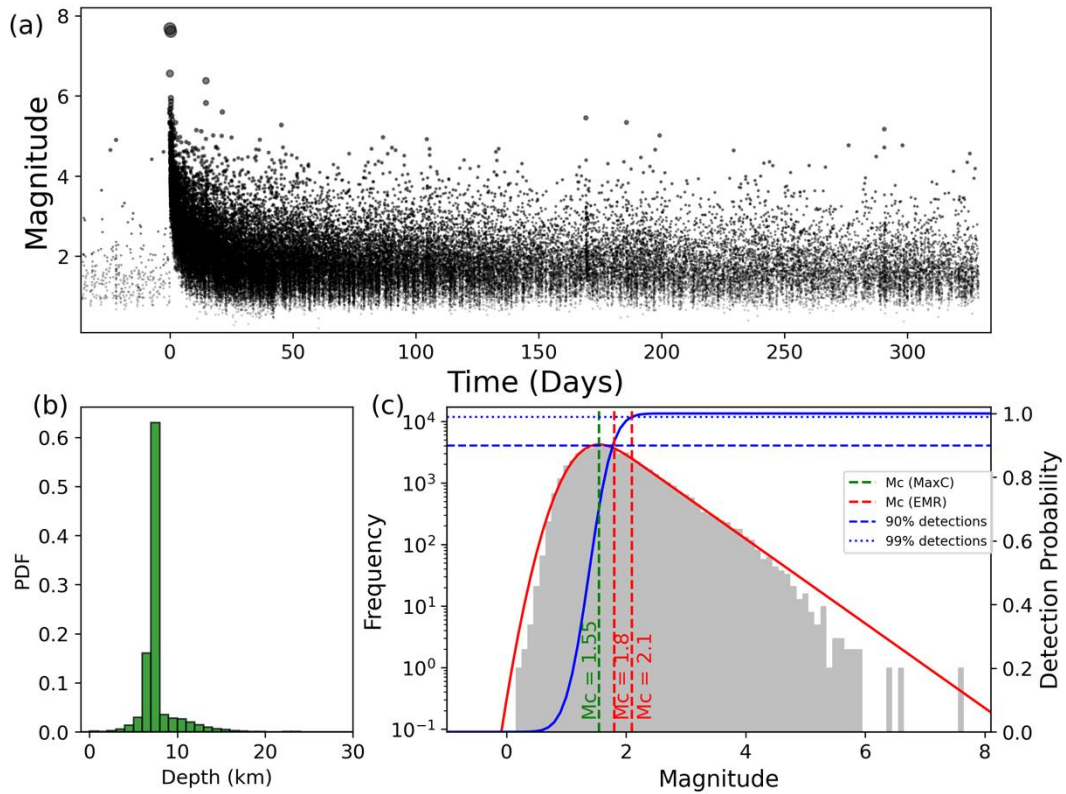 (a)
Magnitude
8
6
4
2
0 50 100 150 200 250 300
Time (Days)
(b)
PDF
0.6
0.5
0.4
0.3
0.2
0.1
0.0
0 10 20 30
Depth (km)
(c)
Frequency
10⁴
10³
10²
10¹
10⁰
10⁻¹
Mc = 1.55
Mc = 1.8
Mc = 2.1
Mc (MaxC)
Mc (EMR)
90% detections
99% detections
1.0
0.8
0.6
0.4
0.2
0.0
Detection Probability
0 2 4 6 8
Magnitude